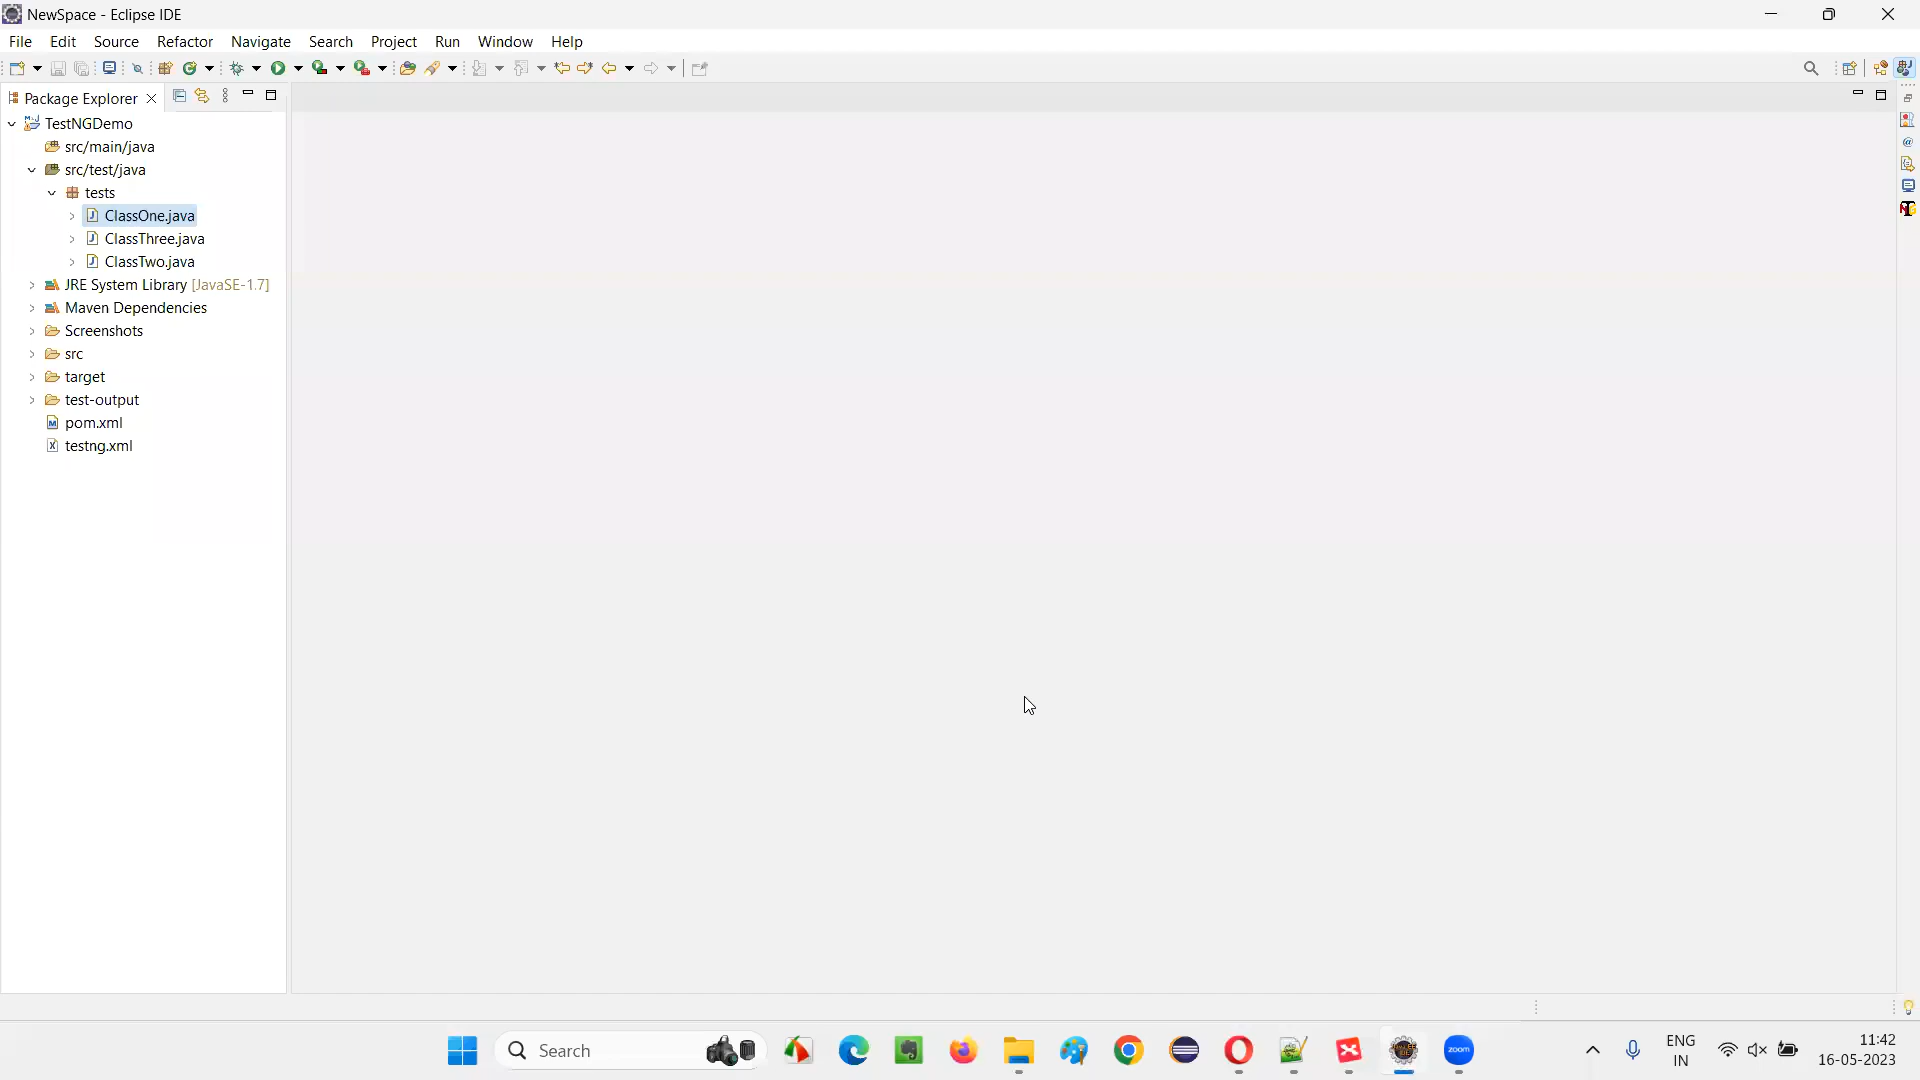 NewSpace - Eclipse IDE
File Edit Source Refactor Navigate Search Project Run Window Help
Package Explorer
TestNGDemo
src/main/java
src/test/java
tests
ClassOne.java
ClassThree.java
ClassTwo.java
JRE System Library [JavaSE-1.7]
Maven Dependencies
Screenshots
src
target
test-output
pom.xml
testng.xml
Search
zoom
ENG
IN
11:42
16-05-2023